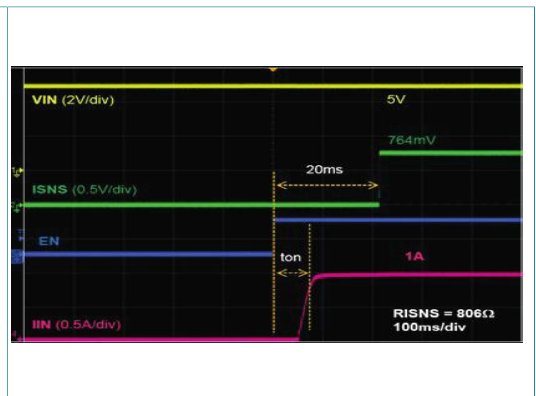 VIN (2V/div)
5V
764mV
20ms
ISNS (0.5V/div)
EN
ton
1A
IIN (0.5A/div)
RISNS = 806Ω
100ms/div